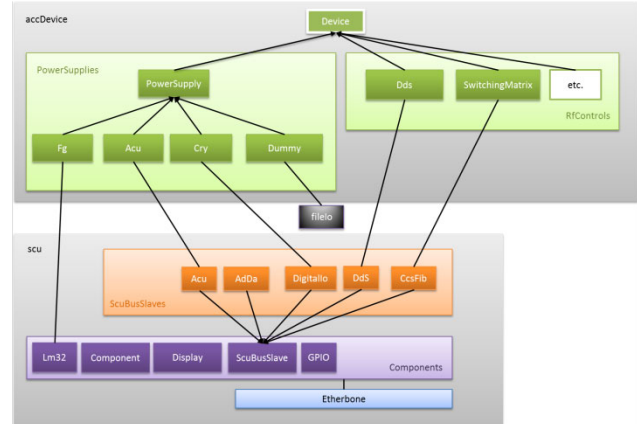 accDevice
Device
PowerSupplies
PowerSupply
Dds
SwitchingMatrix
etc.
RfControls
Fg
Acu
Cry
Dummy
fileIo
scu
Acu
AdDa
DigitalIo
DdS
CcsFib
ScuBusSlaves
Lm32
Component
Display
ScuBusSlave
GPIO
Components
Etherbone